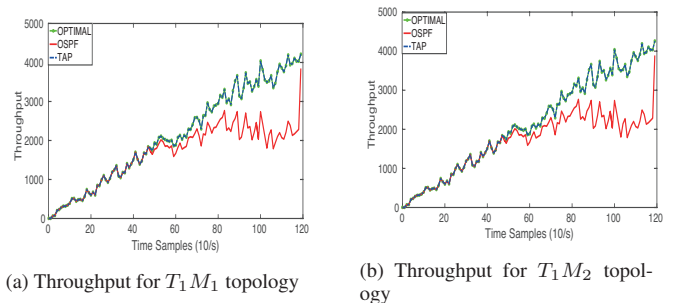 5000
4000
3000
2000
1000
0
Throughput
OPTIMAL
OSPF
TAP
0 20 40 60 80 100 120
Time Samples (10/s)
(a) Throughput for T₁M₁ topology
5000
4000
3000
2000
1000
0
Throughput
OPTIMAL
OSPF
TAP
0 20 40 60 80 100 120
Time Samples (10/s)
(b) Throughput for T₁M₂ topol-
ogy